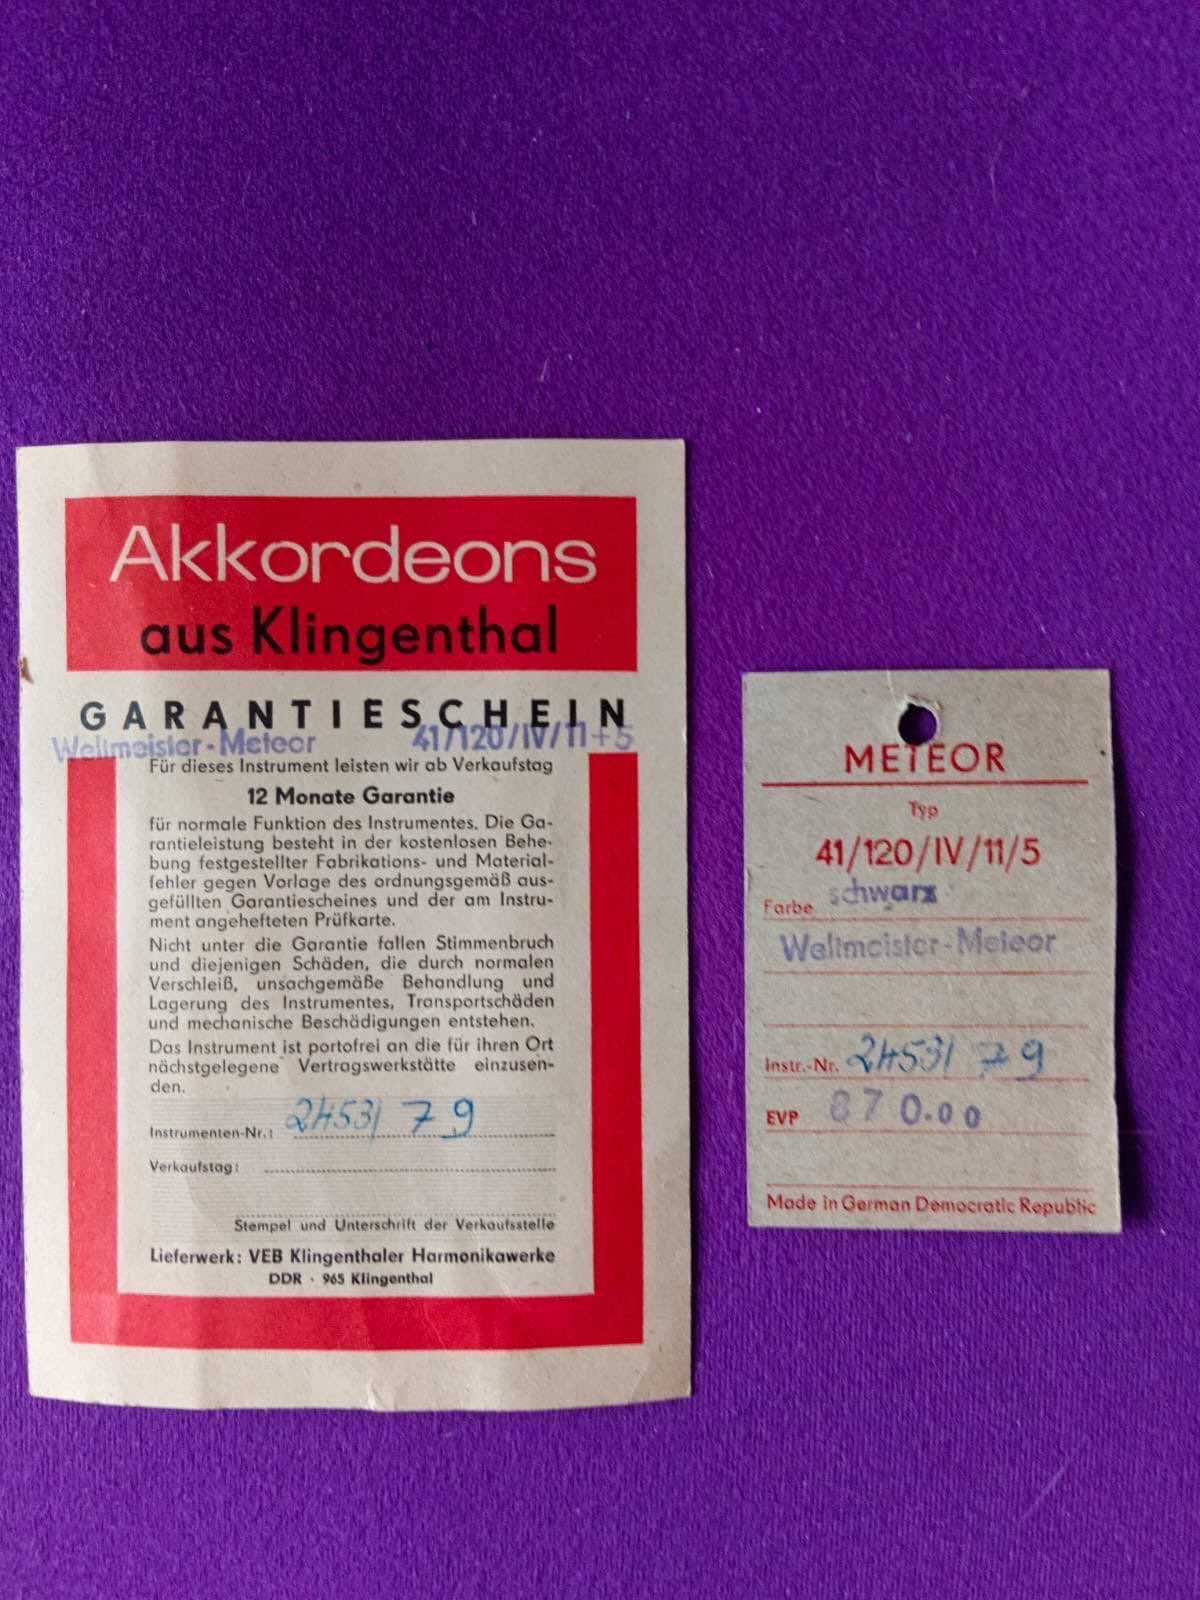 Akkordeons
aus Klingenthal
GARANTIESCHEIN
Weltmeister-Meteor 41/120/IV/11+5
Für dieses Instrument leisten wir ab Verkaufstag
12 Monate Garantie
für normale Funktion des Instrumentes. Die Ga-
rantieleistung besteht in der kostenlosen Behe-
bung festgestellter Fabrikations- und Material-
fehler gegen Vorlage des ordnungsgemäß aus-
gefüllten Garantiescheines und der am Instru-
ment angehefteten Prüfkarte.
Nicht unter die Garantie fallen Stimmenbruch
und diejenigen Schäden, die durch normalen
Verschleiß, unsachgemäße Behandlung und
Lagerung des Instrumentes, Transportschäden
und mechanische Beschädigungen entstehen.
Das Instrument ist portofrei an die für ihren Ort
nächstgelegene Vertragswerkstätte einzusen-
den.
Instrumenten-Nr.: 24531 79
Verkaufstag:
Stempel und Unterschrift der Verkaufsstelle
Lieferwerk: VEB Klingenthaler Harmonikawerke
DDR · 965 Klingenthal
METEOR
Typ
41/120/IV/11/5
Farbe schwarz
Weltmeister-Meteor
Instr.-Nr. 24531 79
EVP 870.00
Made in German Democratic Republic